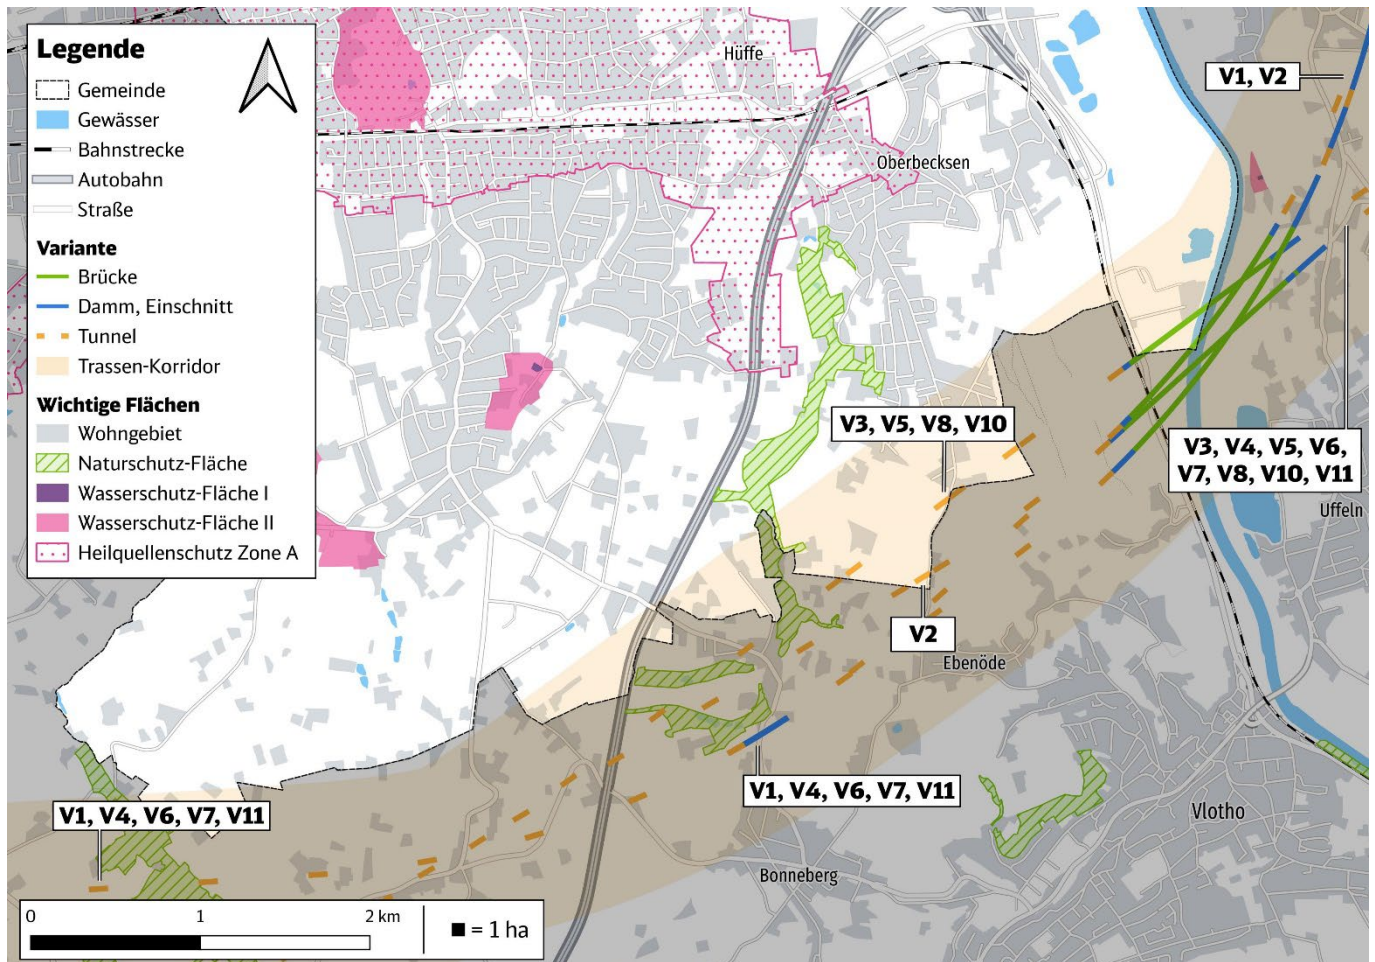 Legende
Gemeinde
Gewässer
Bahnstrecke
Autobahn
Straße
Variante
Brücke
Damm, Einschnitt
Tunnel
Trassen-Korridor
Wichtige Flächen
Wohngebiet
Naturschutz-Fläche
Wasserschutz-Fläche I
Wasserschutz-Fläche II
Heilquellenschutz Zone A
Hüffe
V1, V2
Oberbecksen
V3, V5, V8, V10
V3, V4, V5, V6,
V7, V8, V10, V11
Uffeln
V2
Ebenöde
V1, V4, V6, V7, V11
V1, V4, V6, V7, V11
Vlotho
Bonneberg
0 1 2 km
= 1 ha